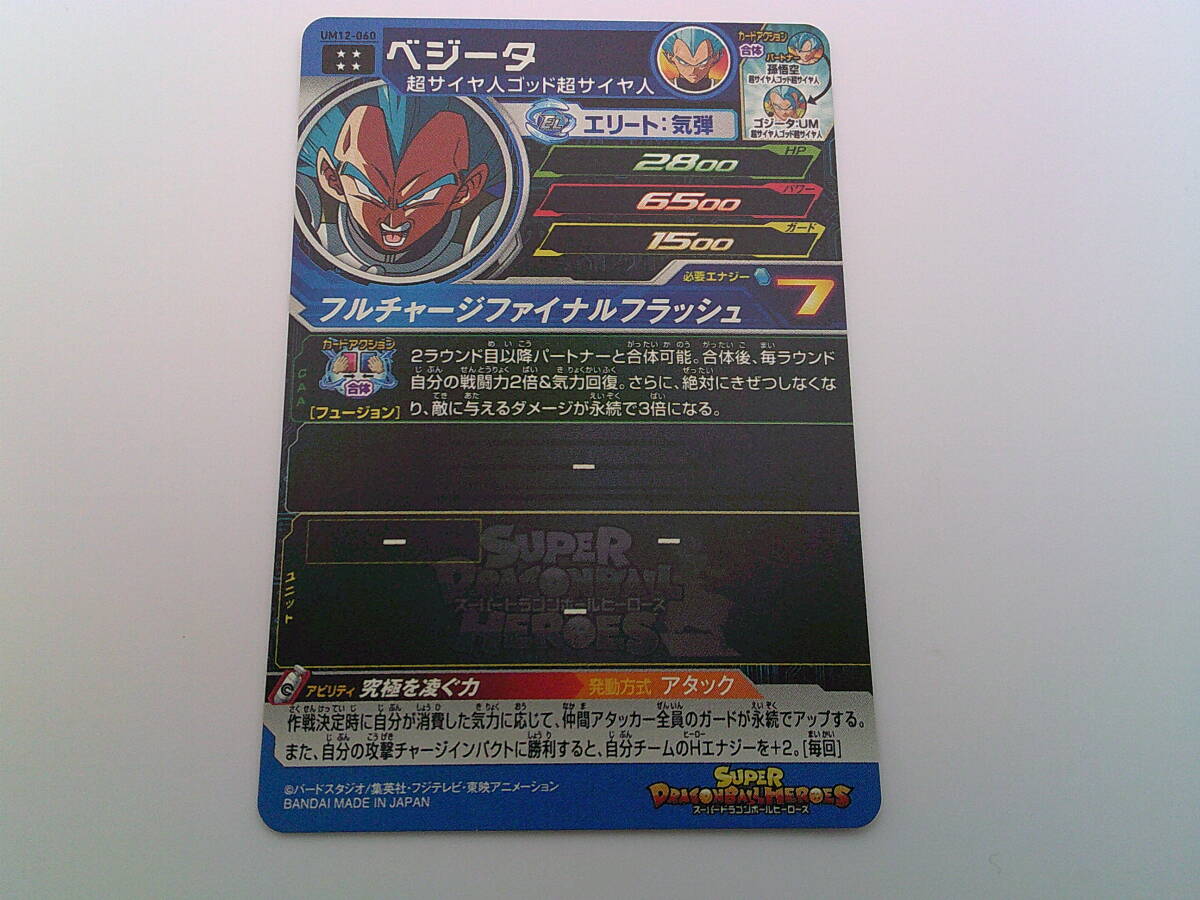 UM12-060
ベジータ
超サイヤ人ゴッド超サイヤ人
カードアクション
合体
パートナー
孫悟空
超サイヤ人ゴッド超サイヤ人
ゴジータ:UM
超サイヤ人ゴッド超サイヤ人
EL
エリート:気弾
2800
HP
6500
パワー
1500
ガード
必要エナジー
7
フルチャージファイナルフラッシュ
カードアクション
合体
[フュージョン]
2ラウンド目以降パートナーと合体可能。合体後、毎ラウンド
自分の戦闘力2倍&気力回復。さらに、絶対にきぜつしなくな
り、敵に与えるダメージが永続で3倍になる。
CAA
-
- -
ユニット
-
SUPER
DRAGONBALL
スーパードラゴンボールヒーローズ
HEROES
アビリティ 究極を凌ぐ力
発動方式 アタック
作戦決定時に自分が消費した気力に応じて、仲間アタッカー全員のガードが永続でアップする。
また、自分の攻撃チャージインパクトに勝利すると、自分チームのHエナジーを+2。[毎回]
©バードスタジオ/集英社・フジテレビ・東映アニメーション
BANDAI MADE IN JAPAN
SUPER
DRAGONBALL HEROES
スーパードラゴンボールヒーローズ